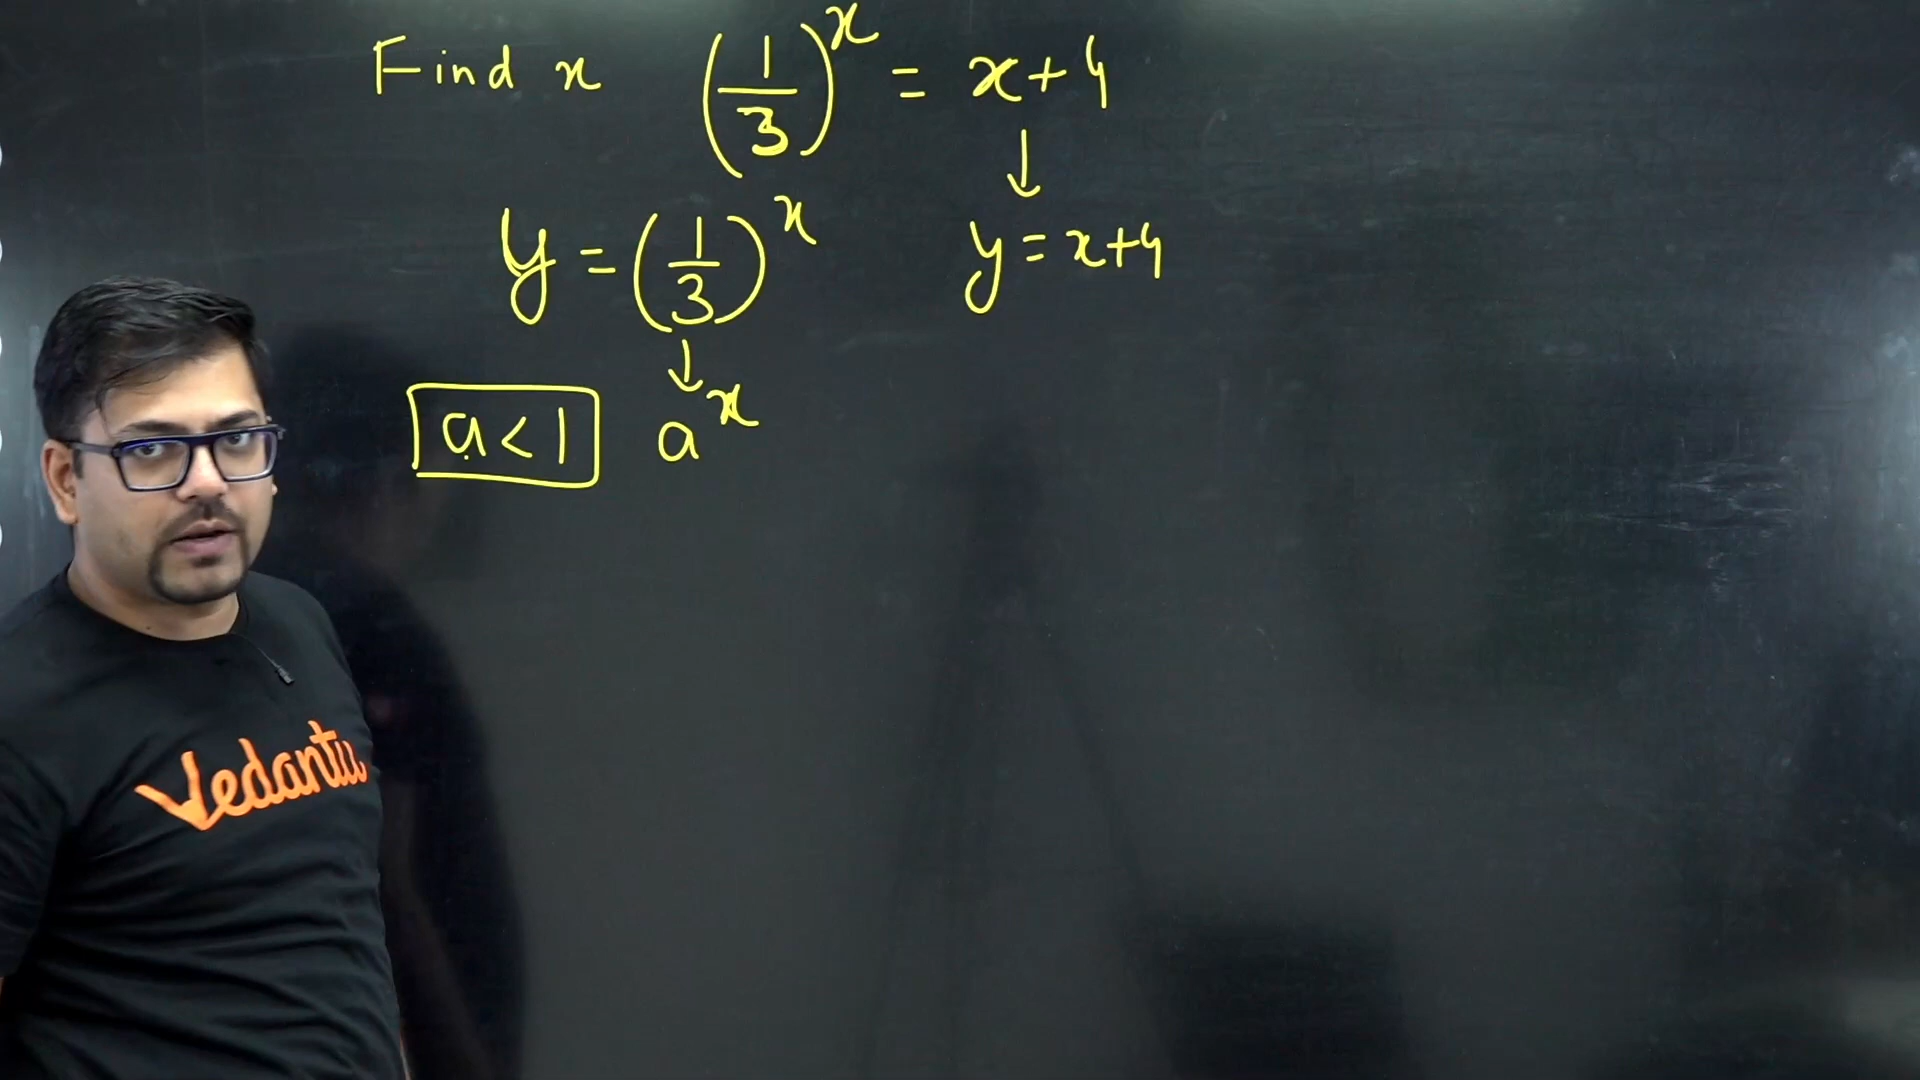 Find x (1/3)^x = x+4
↓
y = (1/3)^x y = x+4
↓
a<1 a^x
Vedantu